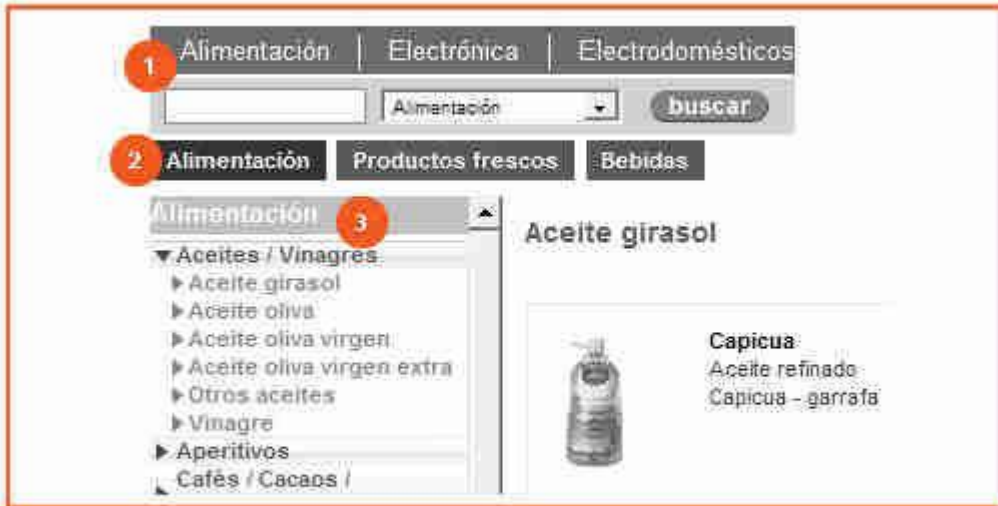 1
Alimentación | Electrónica | Electrodomésticos
Alimentación buscar
2 Alimentación Productos frescos Bebidas
Alimentación 3
Aceites / Vinagres
Aceite girasol
Aceite oliva
Aceite oliva virgen
Aceite oliva virgen extra
Otros aceites
Vinagre
Aperitivos
Cafés / Cacaos /
Aceite girasol
Capicua
Aceite refinado
Capicua - garrafa